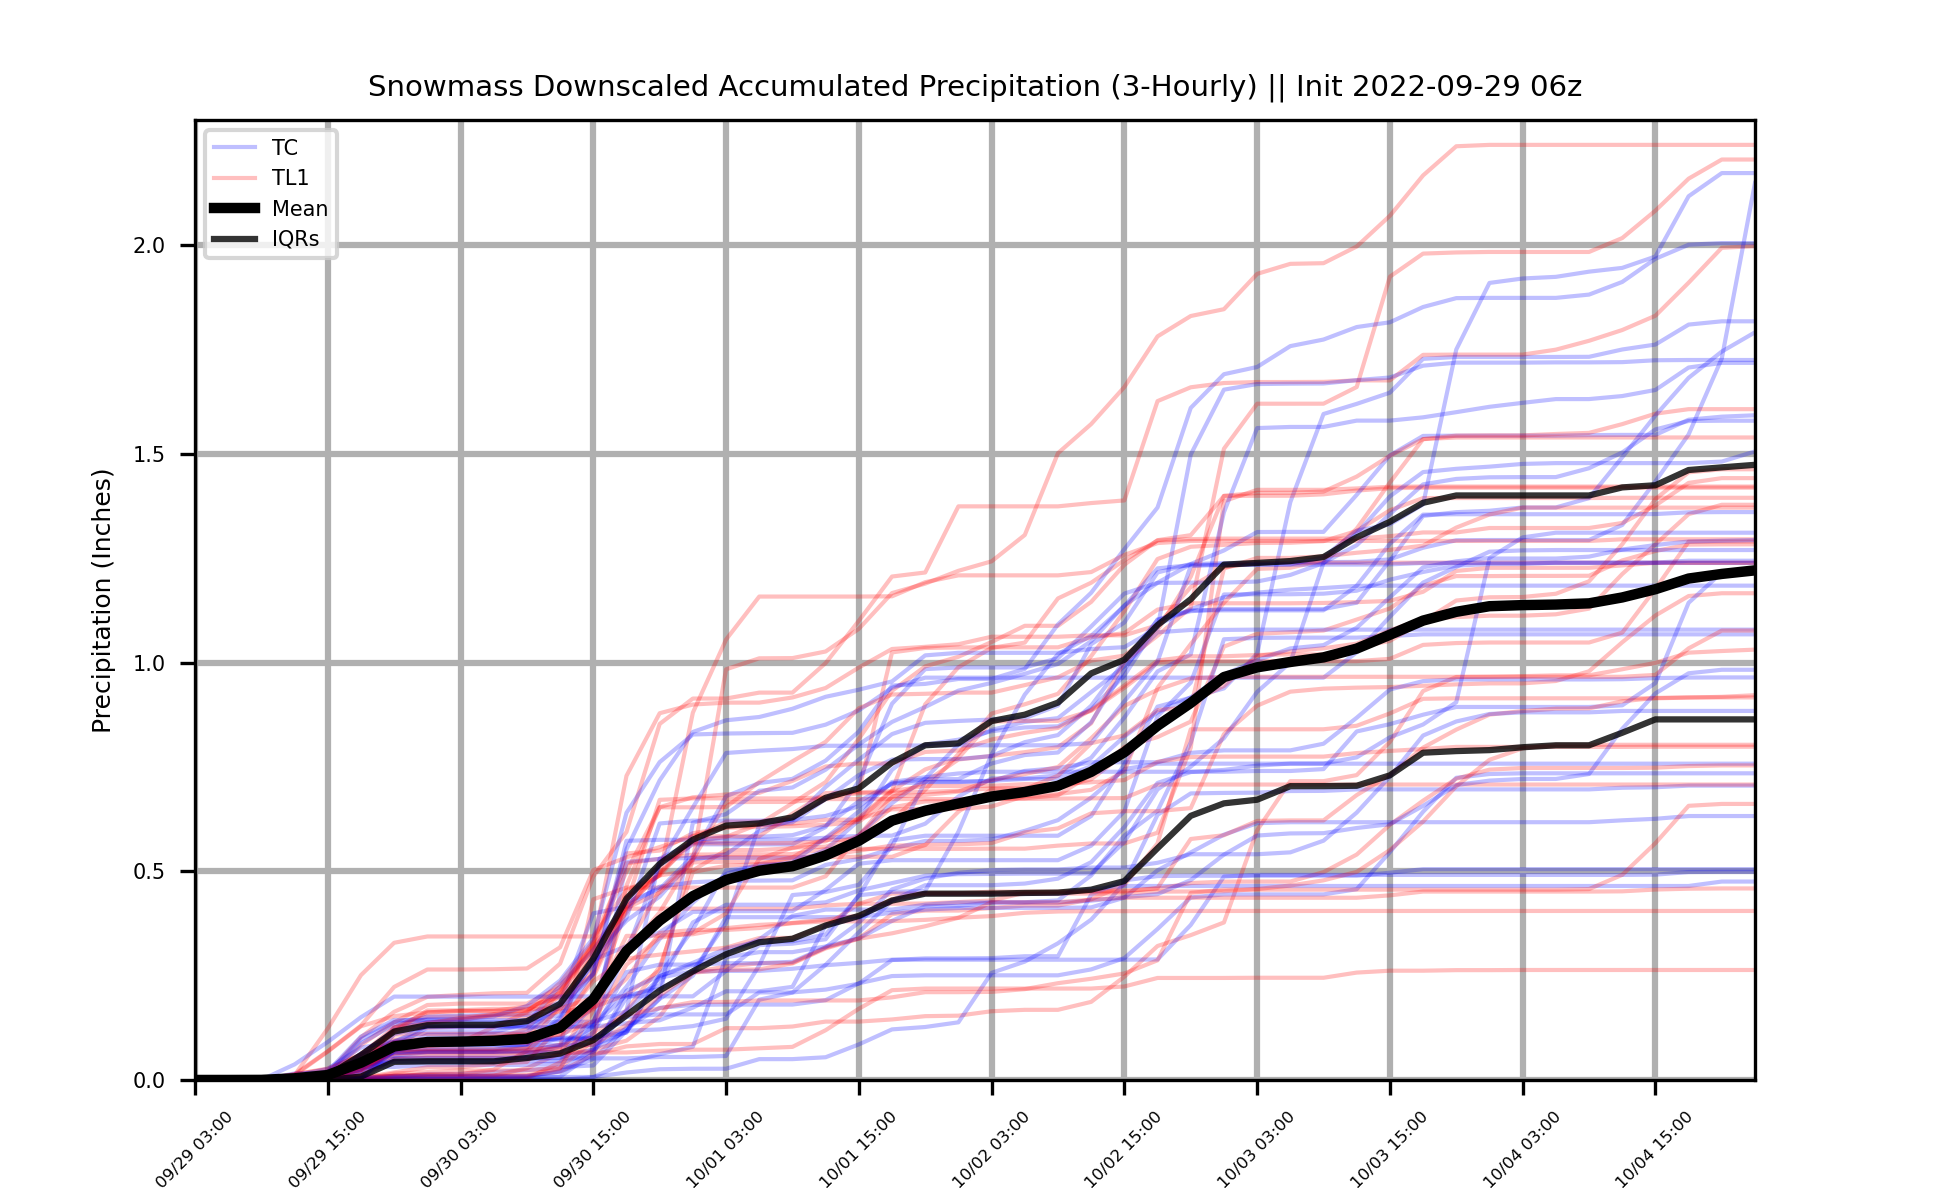 Snowmass Downscaled Accumulated Precipitation (3-Hourly) || Init 2022-09-29 06z
TC
TL1
Mean
IQRs
Precipitation (Inches)
2.0
1.5
1.0
0.5
0.0
09/29 03:00
09/29 15:00
09/30 03:00
09/30 15:00
10/01 03:00
10/01 15:00
10/02 03:00
10/02 15:00
10/03 03:00
10/03 15:00
10/04 03:00
10/04 15:00